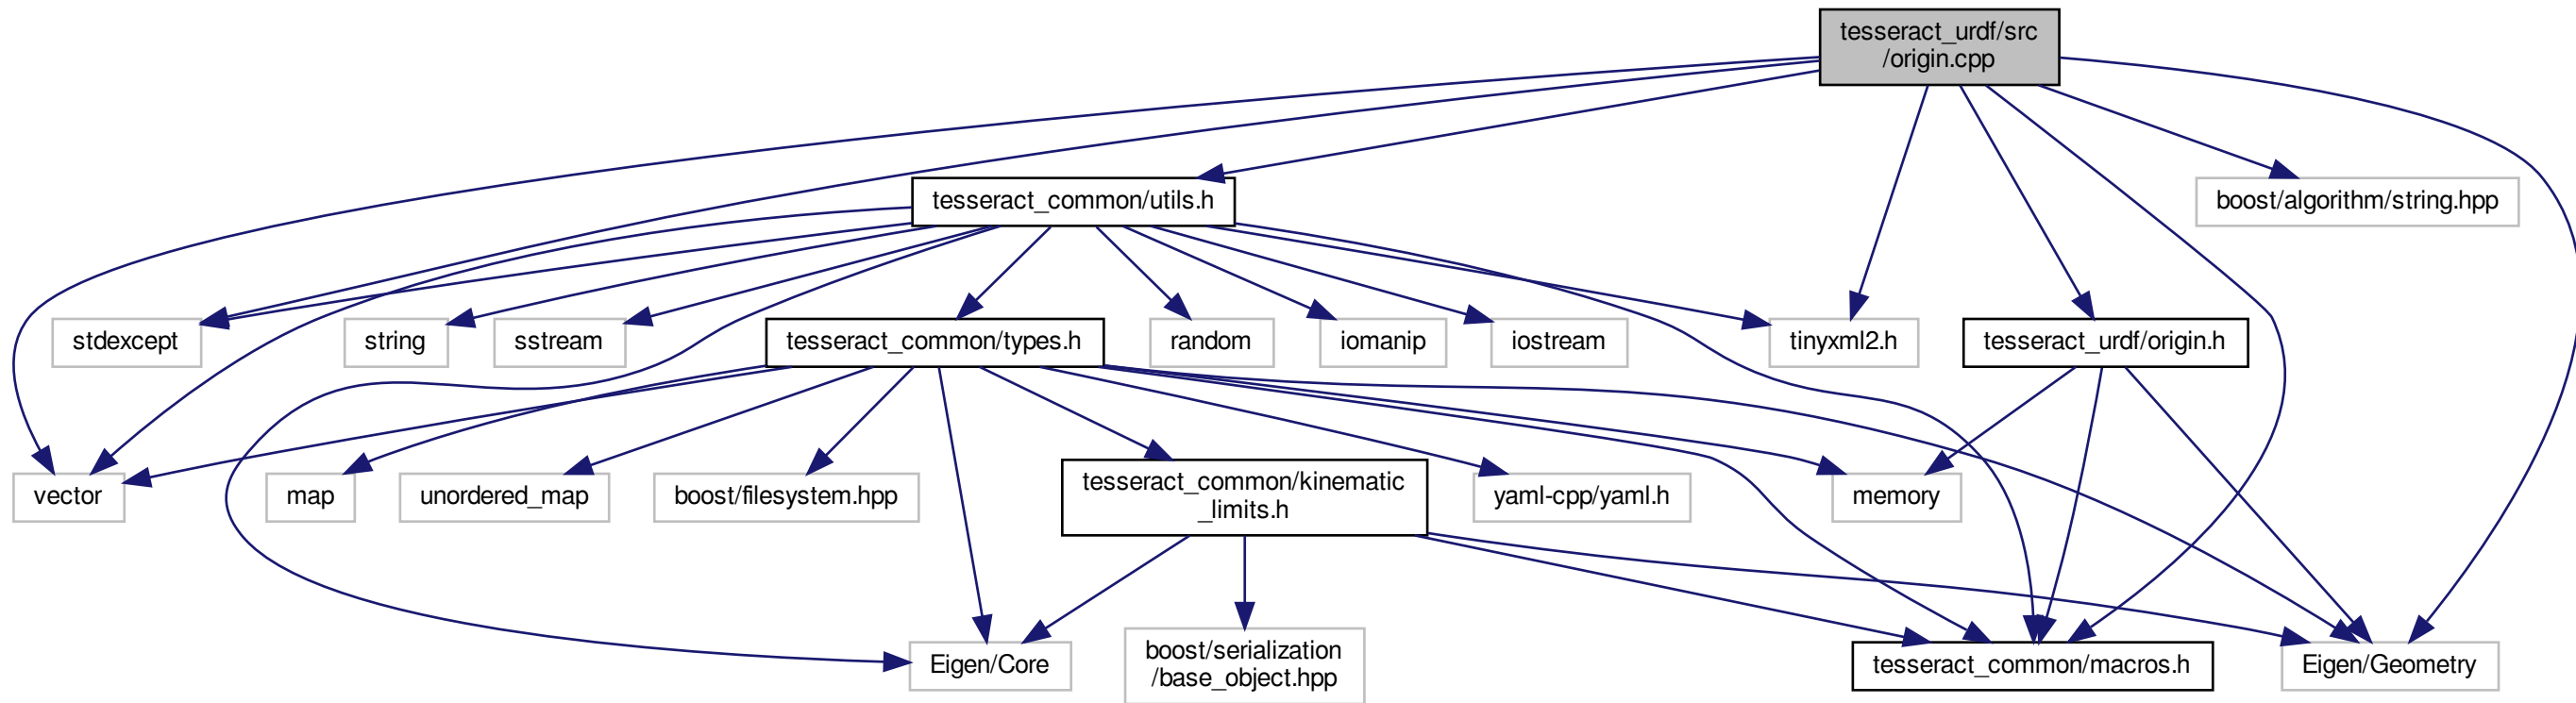 tesseract_urdf/src
/origin.cpp
tesseract_common/utils.h
boost/algorithm/string.hpp
stdexcept
string
sstream
tesseract_common/types.h
random
iomanip
iostream
tinyxml2.h
tesseract_urdf/origin.h
vector
map
unordered_map
boost/filesystem.hpp
tesseract_common/kinematic
_limits.h
yaml-cpp/yaml.h
memory
Eigen/Core
boost/serialization
/base_object.hpp
tesseract_common/macros.h
Eigen/Geometry